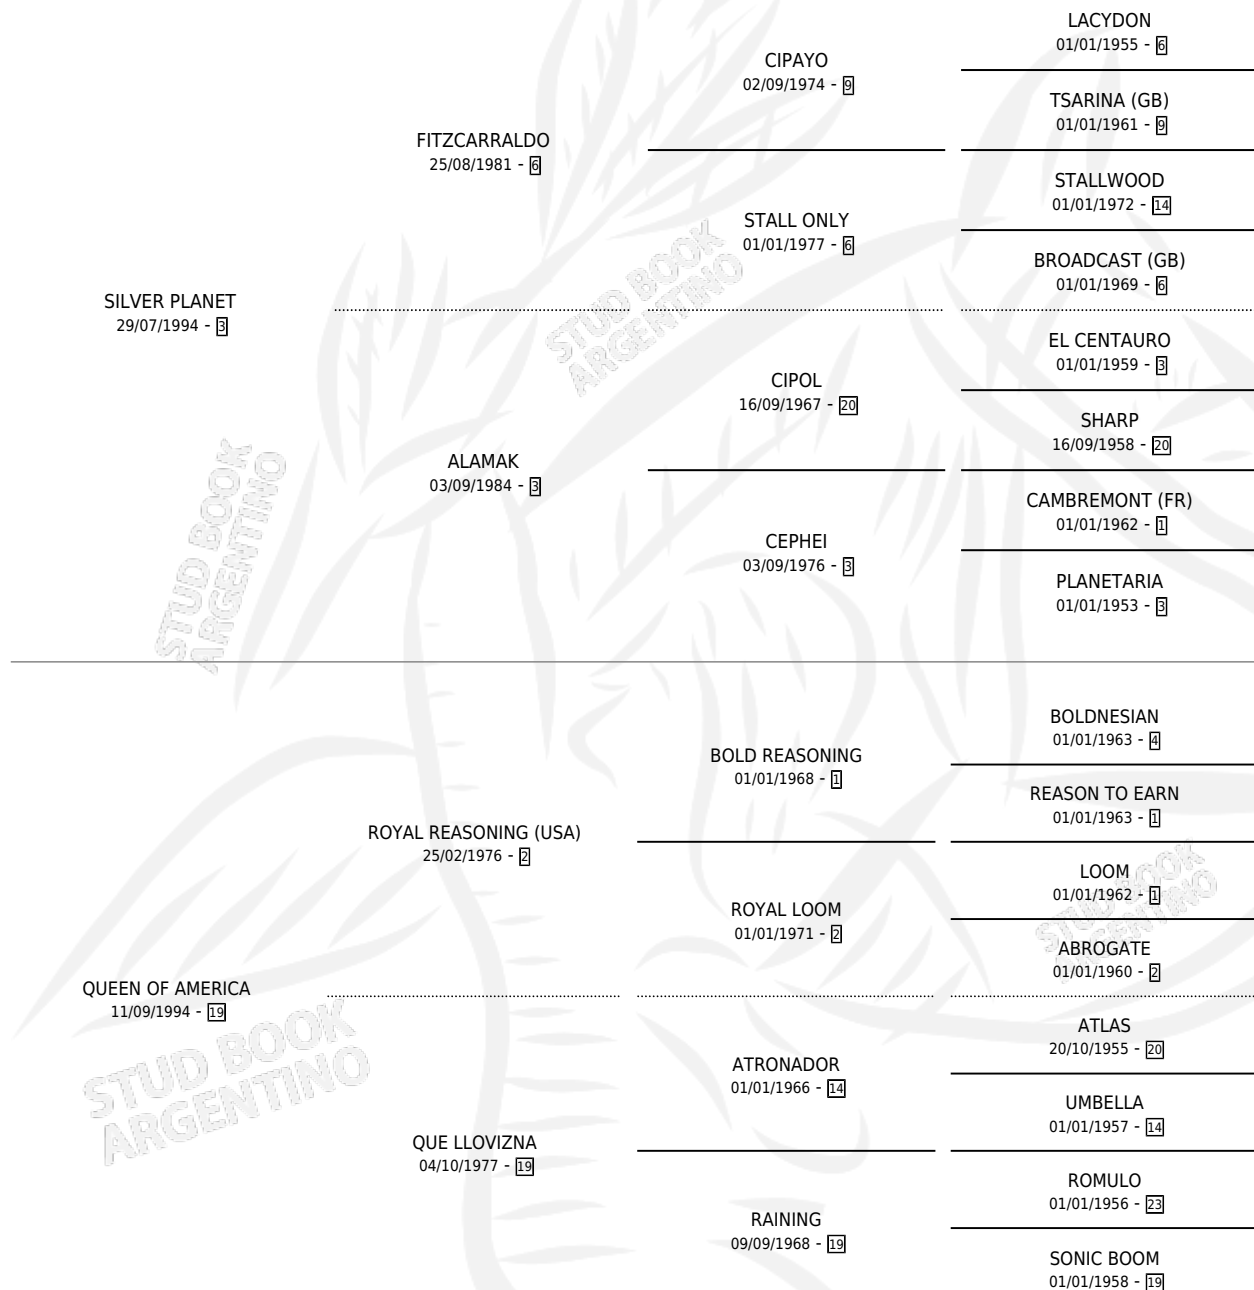 LACYDON
01/01/1955 - 6
CIPAYO
02/09/1974 - 9
TSARINA (GB)
01/01/1961 - 9
FITZCARRALDO
25/08/1981 - 6
STALLWOOD
01/01/1972 - 14
STALL ONLY
01/01/1977 - 6
BROADCAST (GB)
01/01/1969 - 6
SILVER PLANET
29/07/1994 - 3
STUD BOOK
ARGENTINO
EL CENTAURO
01/01/1959 - 3
CIPOL
16/09/1967 - 20
SHARP
16/09/1958 - 20
ALAMAK
03/09/1984 - 3
CAMBREMONT (FR)
01/01/1962 - 1
CEPHEI
03/09/1976 - 3
PLANETARIA
01/01/1953 - 3
STUD BOOK
ARGENTINO
BOLDNESIAN
01/01/1963 - 4
BOLD REASONING
01/01/1968 - 1
REASON TO EARN
01/01/1963 - 1
ROYAL REASONING (USA)
25/02/1976 - 2
LOOM
01/01/1962 - 1
ROYAL LOOM
01/01/1971 - 2
ABROGATE
01/01/1960 - 2
STUD BOOK
ARGENTINO
QUEEN OF AMERICA
11/09/1994 - 19
STUD BOOK
ARGENTINO
ATLAS
20/10/1955 - 20
ATRONADOR
01/01/1966 - 14
UMBELLA
01/01/1957 - 14
QUE LLOVIZNA
04/10/1977 - 19
ROMULO
01/01/1956 - 23
RAINING
09/09/1968 - 19
SONIC BOOM
01/01/1958 - 19